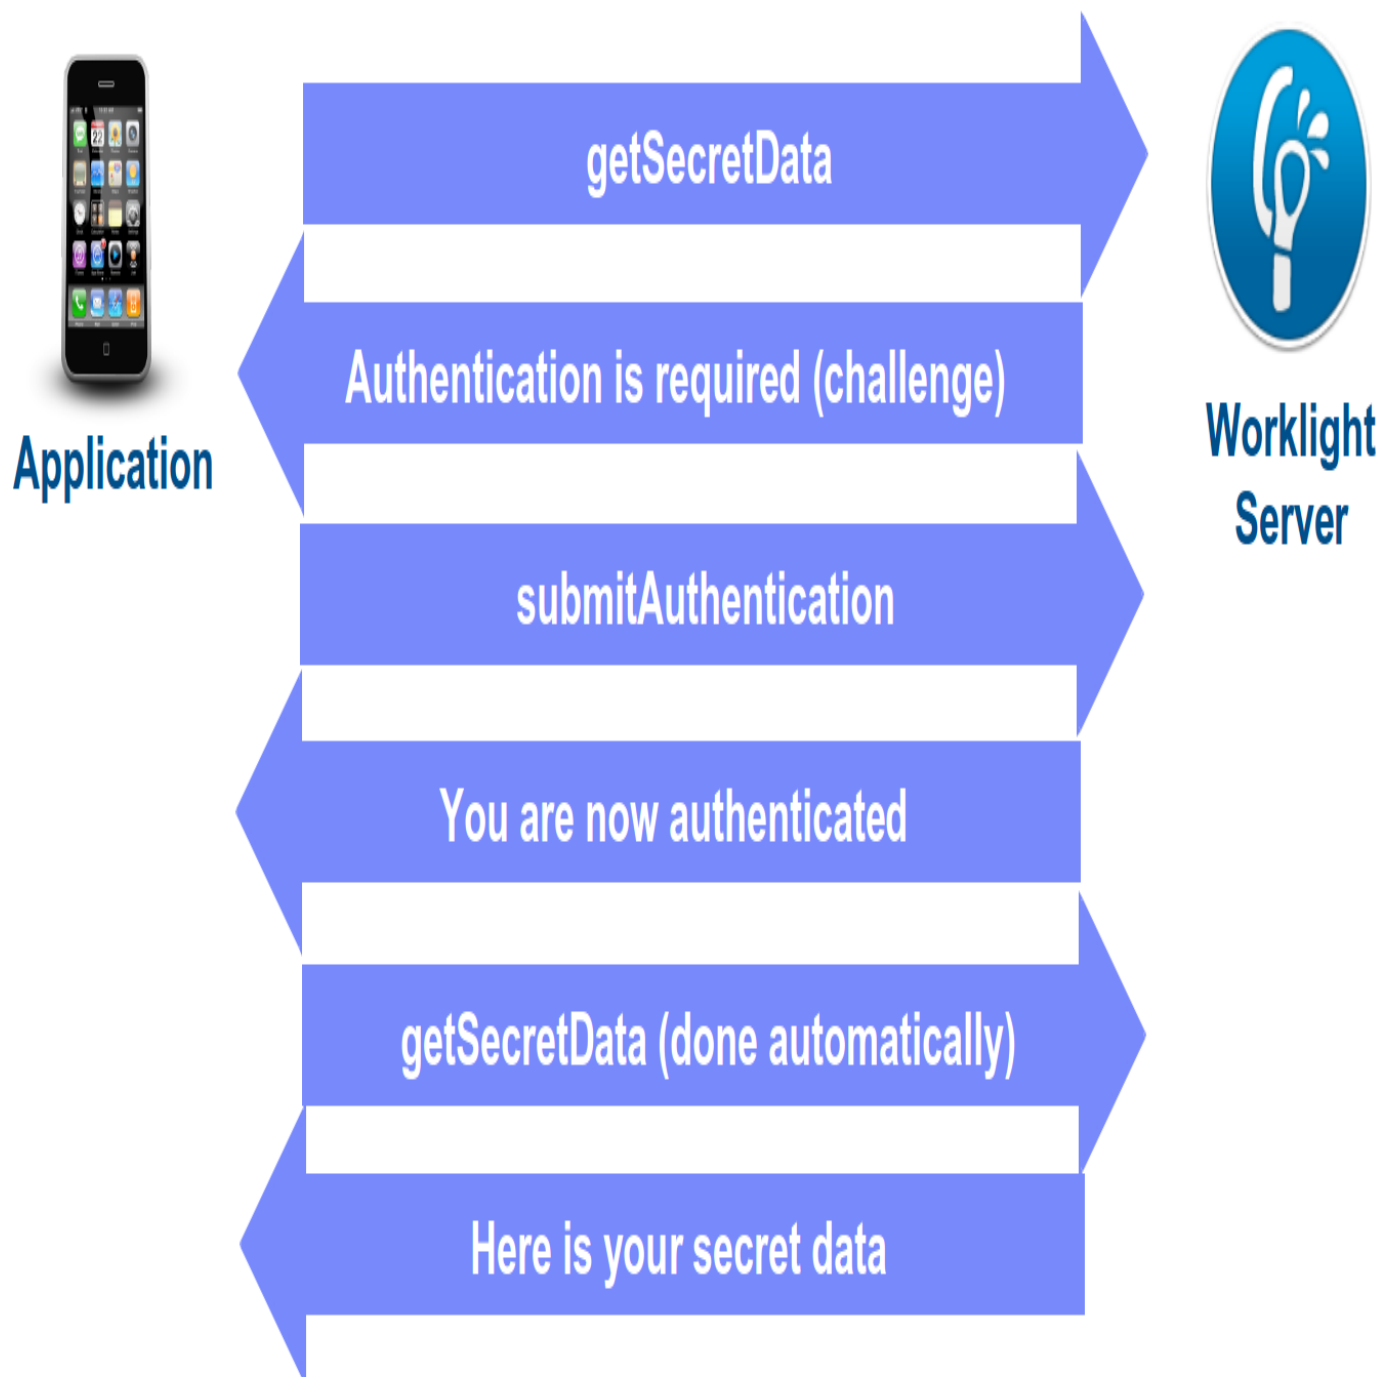 getSecretData
Authentication is required (challenge)
Application
Worklight
Server
submitAuthentication
You are now authenticated
getSecretData (done automatically)
Here is your secret data
22